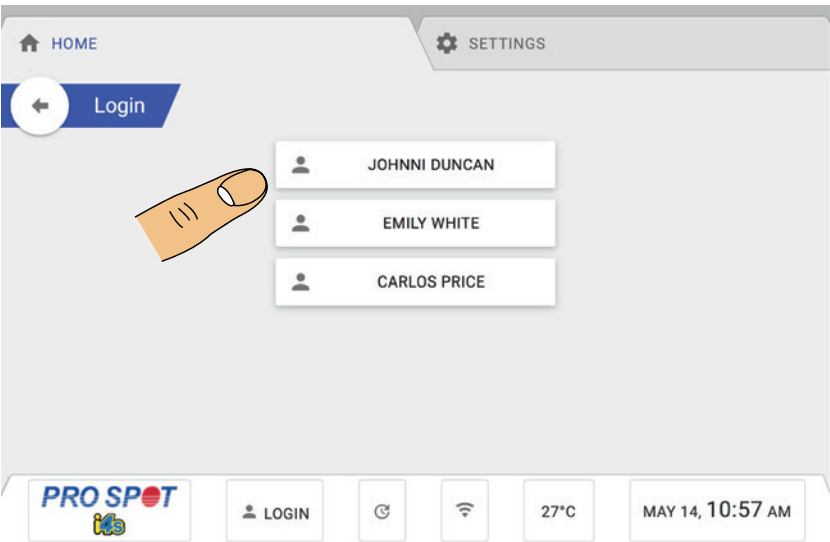 HOME
SETTINGS
Login
JOHNNI DUNCAN
EMILY WHITE
CARLOS PRICE
PRO SPOT
i4s
LOGIN
27°C
MAY 14, 10:57 AM